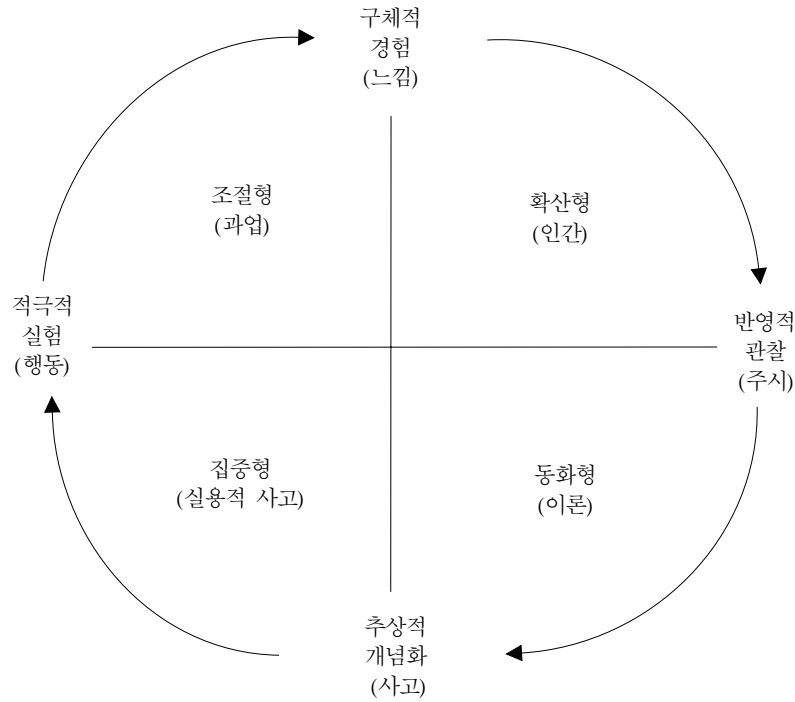 구체적
경험
(느낌)
조절형
(과업)
확산형
(인간)
적극적
실험
(행동)
반영적
관찰
(주시)
집중형
(실용적 사고)
동화형
(이론)
추상적
개념화
(사고)